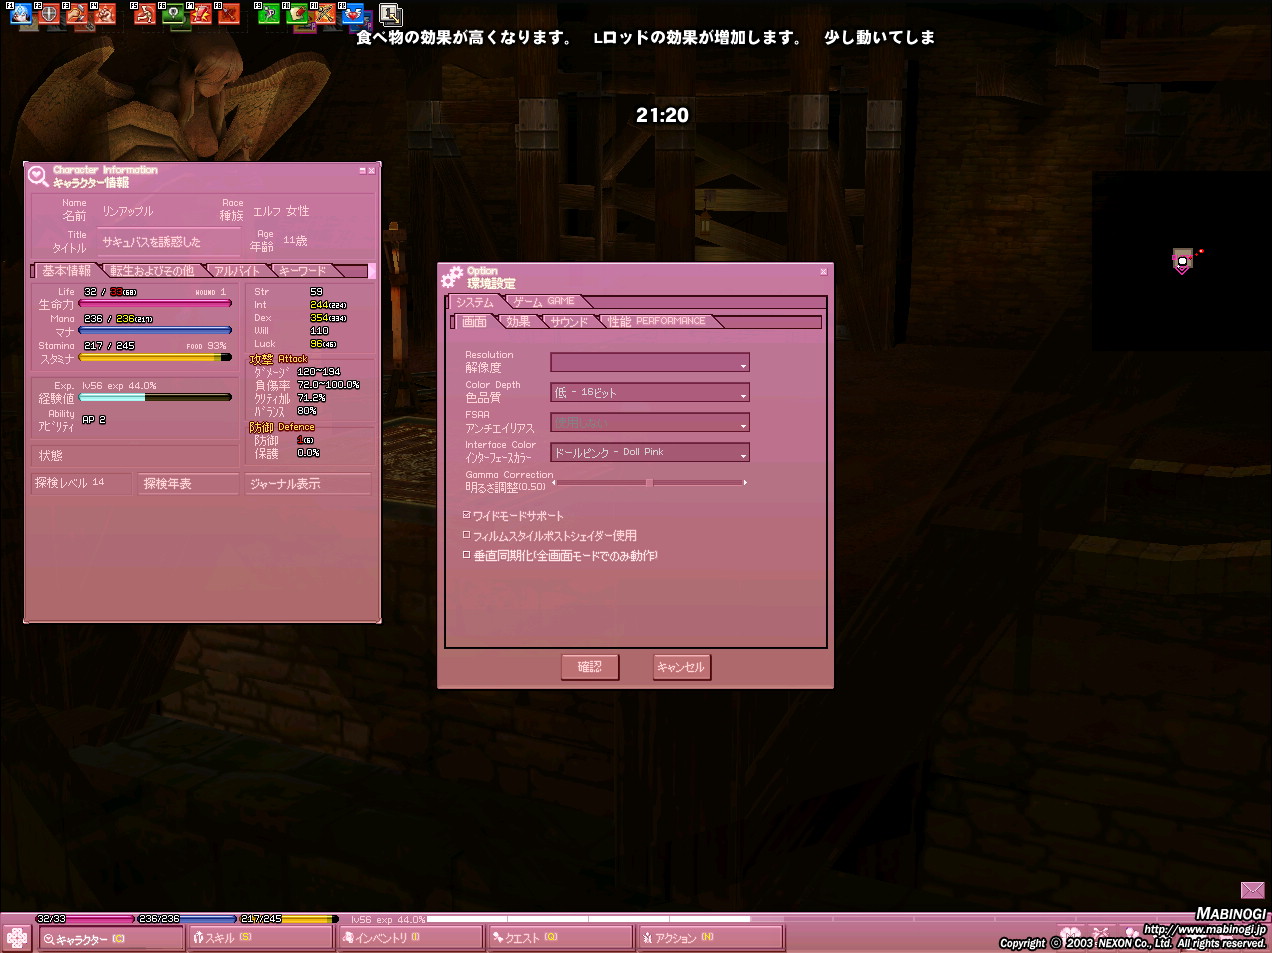 食べ物の効果が高くなります。 Lロッドの効果が増加します。 少し動いてしま
21:20
Character Information
キャラクター情報
Name
名前 リンアップル
Race
種族 エルフ 女性
Title
タイトル サキュバスを誘惑した
Age
年齢 11歳
基本情報 転生およびその他 アルバイト キーワード
Life 32 / 33(68) WOUND 1
生命力
Mana 236 / 236(217)
マナ
Stamina 217 / 245 FOOD 93%
スタミナ
Exp. lv56 exp 44.0%
経験値
Ability
アビリティ AP 2
状態
Str 59
Int 244(224)
Dex 354(334)
Will 110
Luck 96(46)
攻撃 Attack
ダメージ 120~194
負傷率 72.0~100.0%
クリティカル 71.2%
バランス 80%
防御 Defence
防御 1(6)
保護 0.0%
探検レベル 14 探検年表 ジャーナル表示
Option
環境設定
システム ゲーム GAME
画面 効果 サウンド 性能 PERFORMANCE
Resolution
解像度
Color Depth
色品質 低 - 16ビット
FSAA
アンチエイリアス 使用しない
Interface Color
インターフェースカラー ドールピンク - Doll Pink
Gamma Correction
明るさ調整(0.50)
ワイドモードサポート
フィルムスタイルポストシェイダー使用
垂直同期化(全画面モードでのみ動作)
確認 キャンセル
32/33 236/236 217/245 lv56 exp 44.0%
キャラクター (C) スキル (S) インベントリ (I) クエスト (Q) アクション (N)
MABINOGI
http://www.mabinogi.jp
Copyright © 2003 NEXON Co., Ltd. All rights reserved.